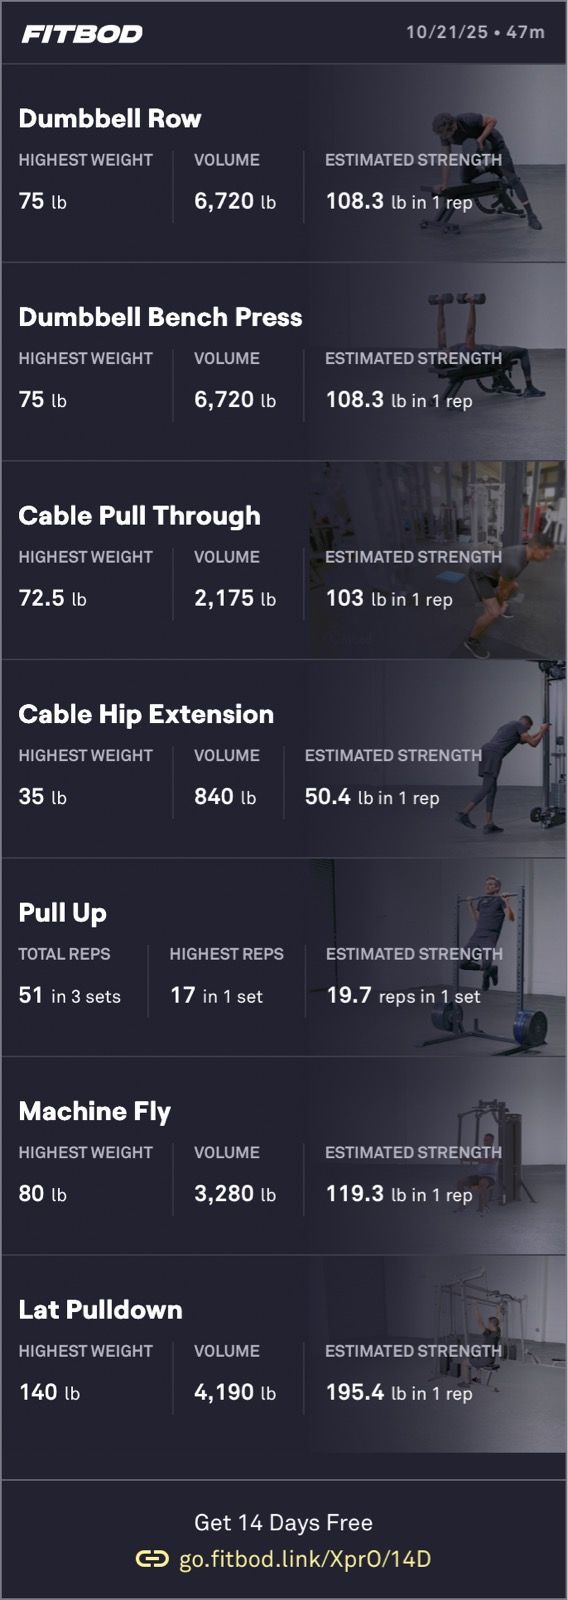 FITBOD 10/21/25 • 47m
Dumbbell Row
HIGHEST WEIGHT VOLUME ESTIMATED STRENGTH
75 lb 6,720 lb 108.3 lb in 1 rep
Dumbbell Bench Press
HIGHEST WEIGHT VOLUME ESTIMATED STRENGTH
75 lb 6,720 lb 108.3 lb in 1 rep
Cable Pull Through
HIGHEST WEIGHT VOLUME ESTIMATED STRENGTH
72.5 lb 2,175 lb 103 lb in 1 rep
Cable Hip Extension
HIGHEST WEIGHT VOLUME ESTIMATED STRENGTH
35 lb 840 lb 50.4 lb in 1 rep
Pull Up
TOTAL REPS HIGHEST REPS ESTIMATED STRENGTH
51 in 3 sets 17 in 1 set 19.7 reps in 1 set
Machine Fly
HIGHEST WEIGHT VOLUME ESTIMATED STRENGTH
80 lb 3,280 lb 119.3 lb in 1 rep
Lat Pulldown
HIGHEST WEIGHT VOLUME ESTIMATED STRENGTH
140 lb 4,190 lb 195.4 lb in 1 rep
Get 14 Days Free
go.fitbod.link/XprO/14D